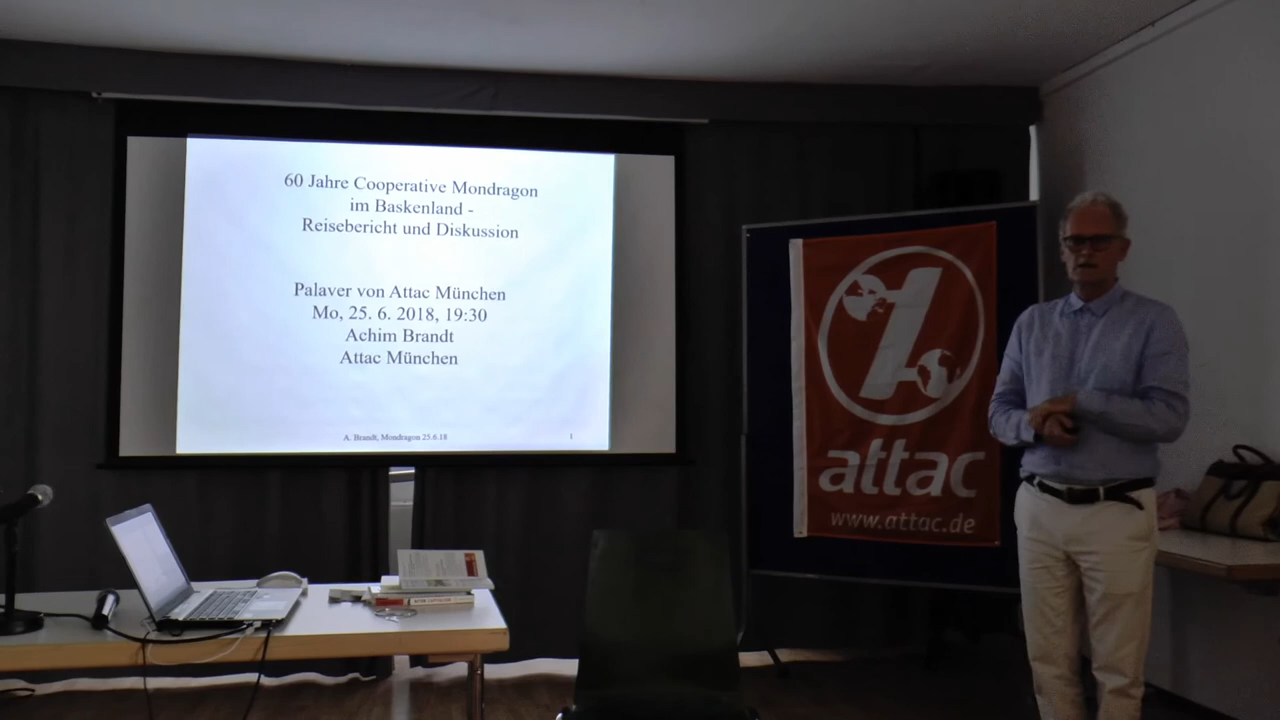 60 Jahre Cooperative Mondragon
im Baskenland -
Reisebericht und Diskussion
Palaver von Attac München
Mo, 25. 6. 2018, 19:30
Achim Brandt
Attac München
A. Brandt, Mondragon 25.6.18
1
attac
www.attac.de